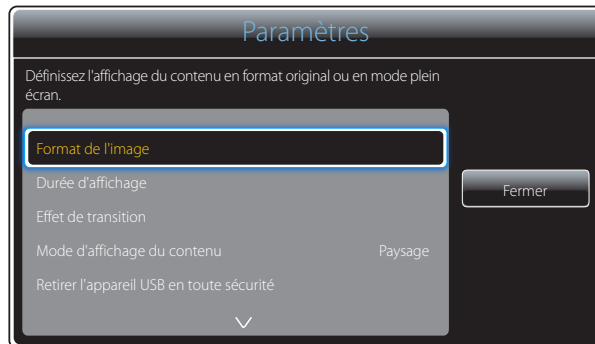 Paramètres
Définissez l'affichage du contenu en format original ou en mode plein
écran.
Format de l'image
Durée d'affichage
Fermer
Effet de transition
Mode d'affichage du contenu Paysage
Retirer l'appareil USB en toute sécurité